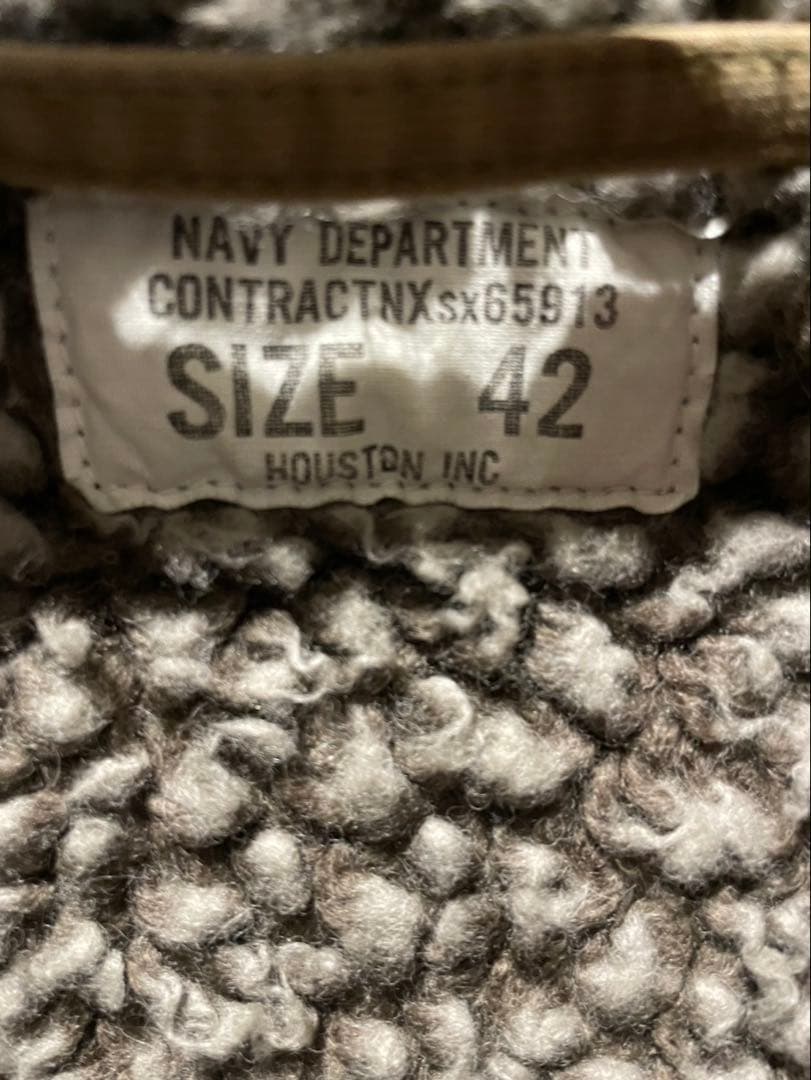 NAVY DEPARTMENT
CONTRACTNXsx65913
SIZE 42
HOUSTON INC